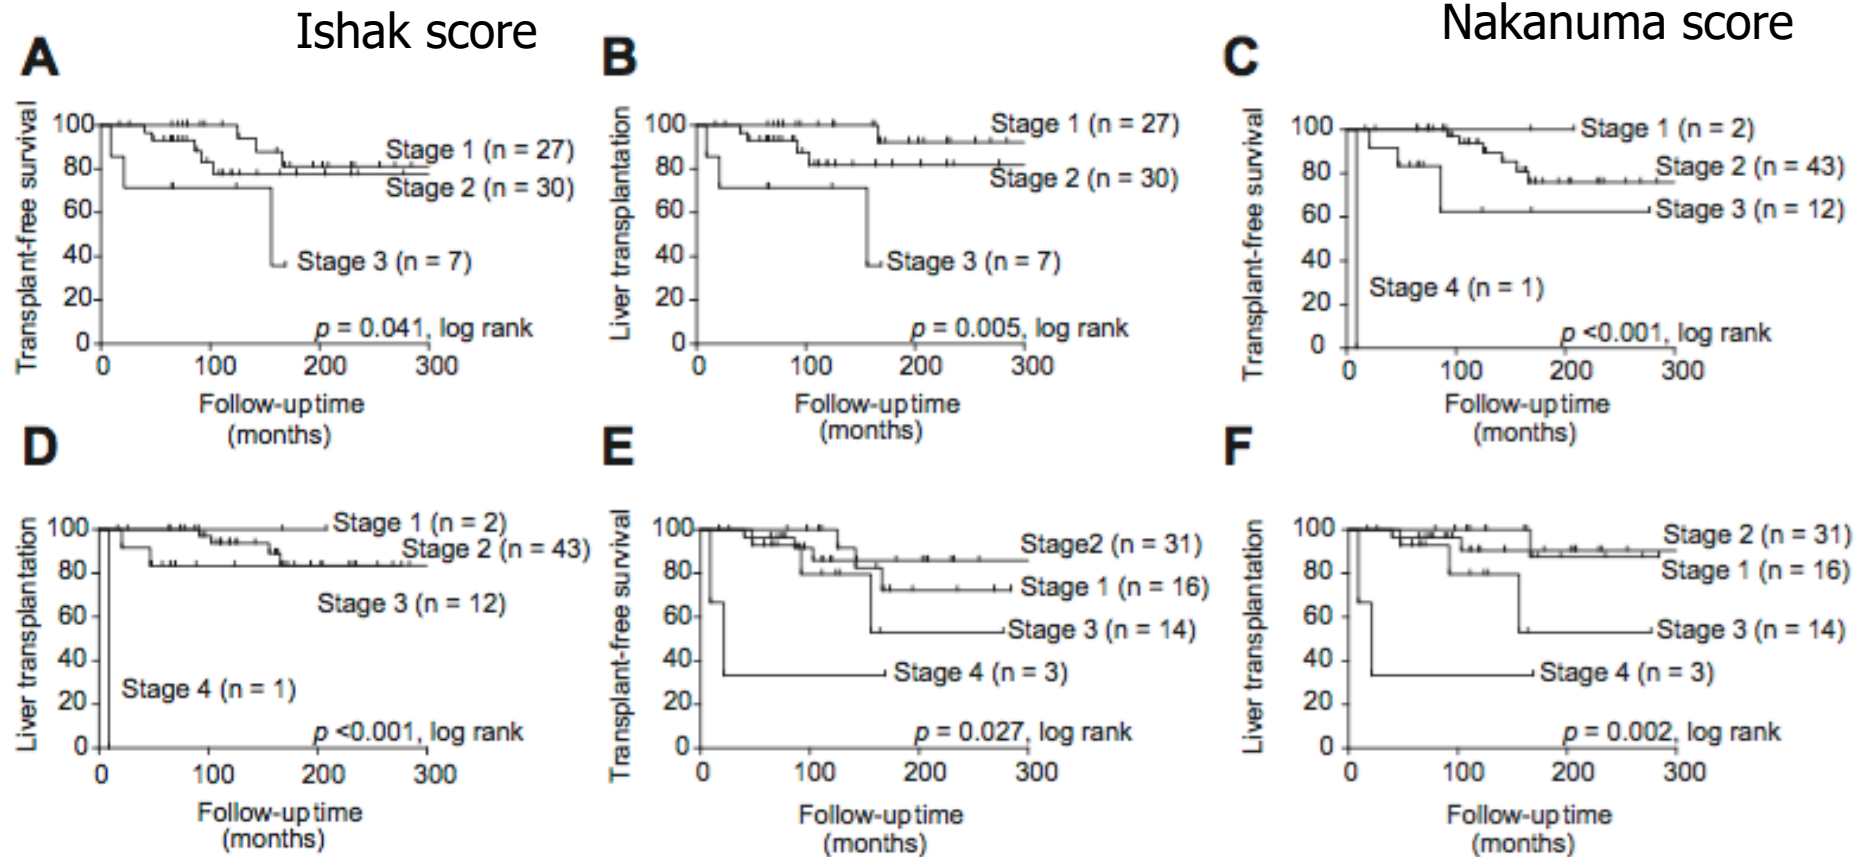 Ishak score
Nakanuma score
A
Transplant-free survival
100
80
60
40
20
0
Stage 1 (n = 27)
Stage 2 (n = 30)
Stage 3 (n = 7)
p = 0.041, log rank
0 100 200 300
Follow-up time
(months)
B
Liver transplantation
100
80
60
40
20
0
Stage 1 (n = 27)
Stage 2 (n = 30)
Stage 3 (n = 7)
p = 0.005, log rank
0 100 200 300
Follow-up time
(months)
C
Transplant-free survival
100
80
60
40
20
0
Stage 1 (n = 2)
Stage 2 (n = 43)
Stage 3 (n = 12)
Stage 4 (n = 1)
p <0.001, log rank
0 100 200 300
Follow-up time
(months)
D
Liver transplantation
100
80
60
40
20
0
Stage 1 (n = 2)
Stage 2 (n = 43)
Stage 3 (n = 12)
Stage 4 (n = 1)
p <0.001, log rank
0 100 200 300
Follow-up time
(months)
E
Transplant-free survival
100
80
60
40
20
0
Stage2 (n = 31)
Stage 1 (n = 16)
Stage 3 (n = 14)
Stage 4 (n = 3)
p = 0.027, log rank
0 100 200 300
Follow-up time
(months)
F
Liver transplantation
100
80
60
40
20
0
Stage 2 (n = 31)
Stage 1 (n = 16)
Stage 3 (n = 14)
Stage 4 (n = 3)
p = 0.002, log rank
0 100 200 300
Follow-up time
(months)